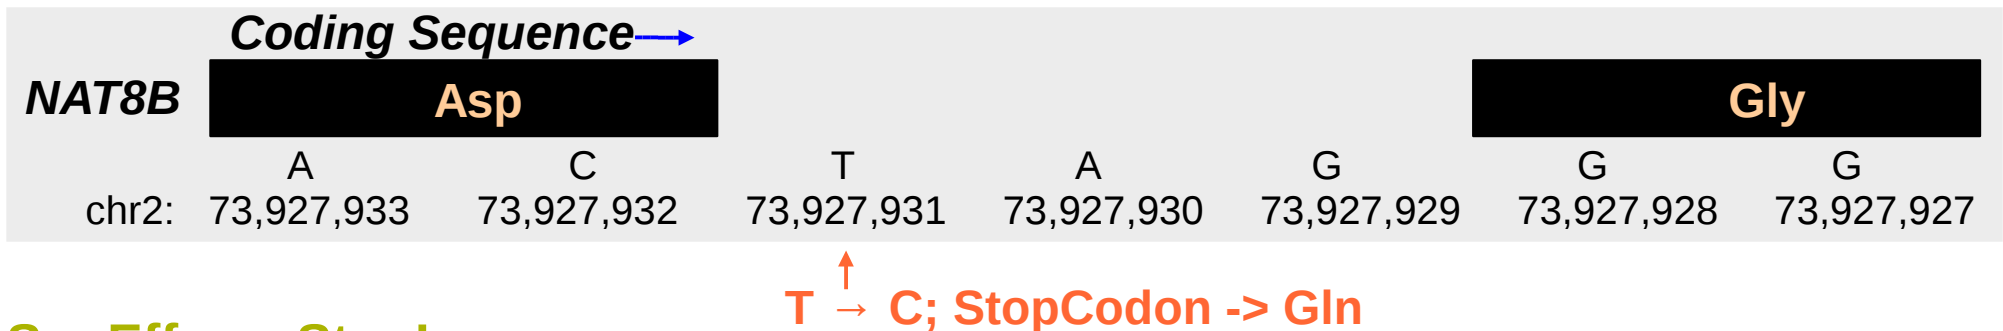 Coding Sequence
NAT8B Asp Gly
A C T A G G G
chr2: 73,927,933 73,927,932 73,927,931 73,927,930 73,927,929 73,927,928 73,927,927
T → C; StopCodon -> Gln